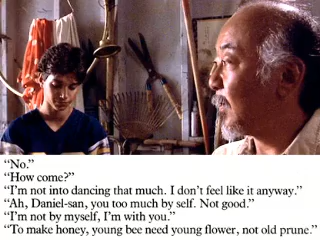 “No.”
“How come?”
“I’m not into dancing that much. I don’t feel like it anyway.”
“Ah, Daniel-san, you too much by self. Not good.”
“I’m not by myself, I’m with you.”
“To make honey, young bee need young flower, not old prune.”